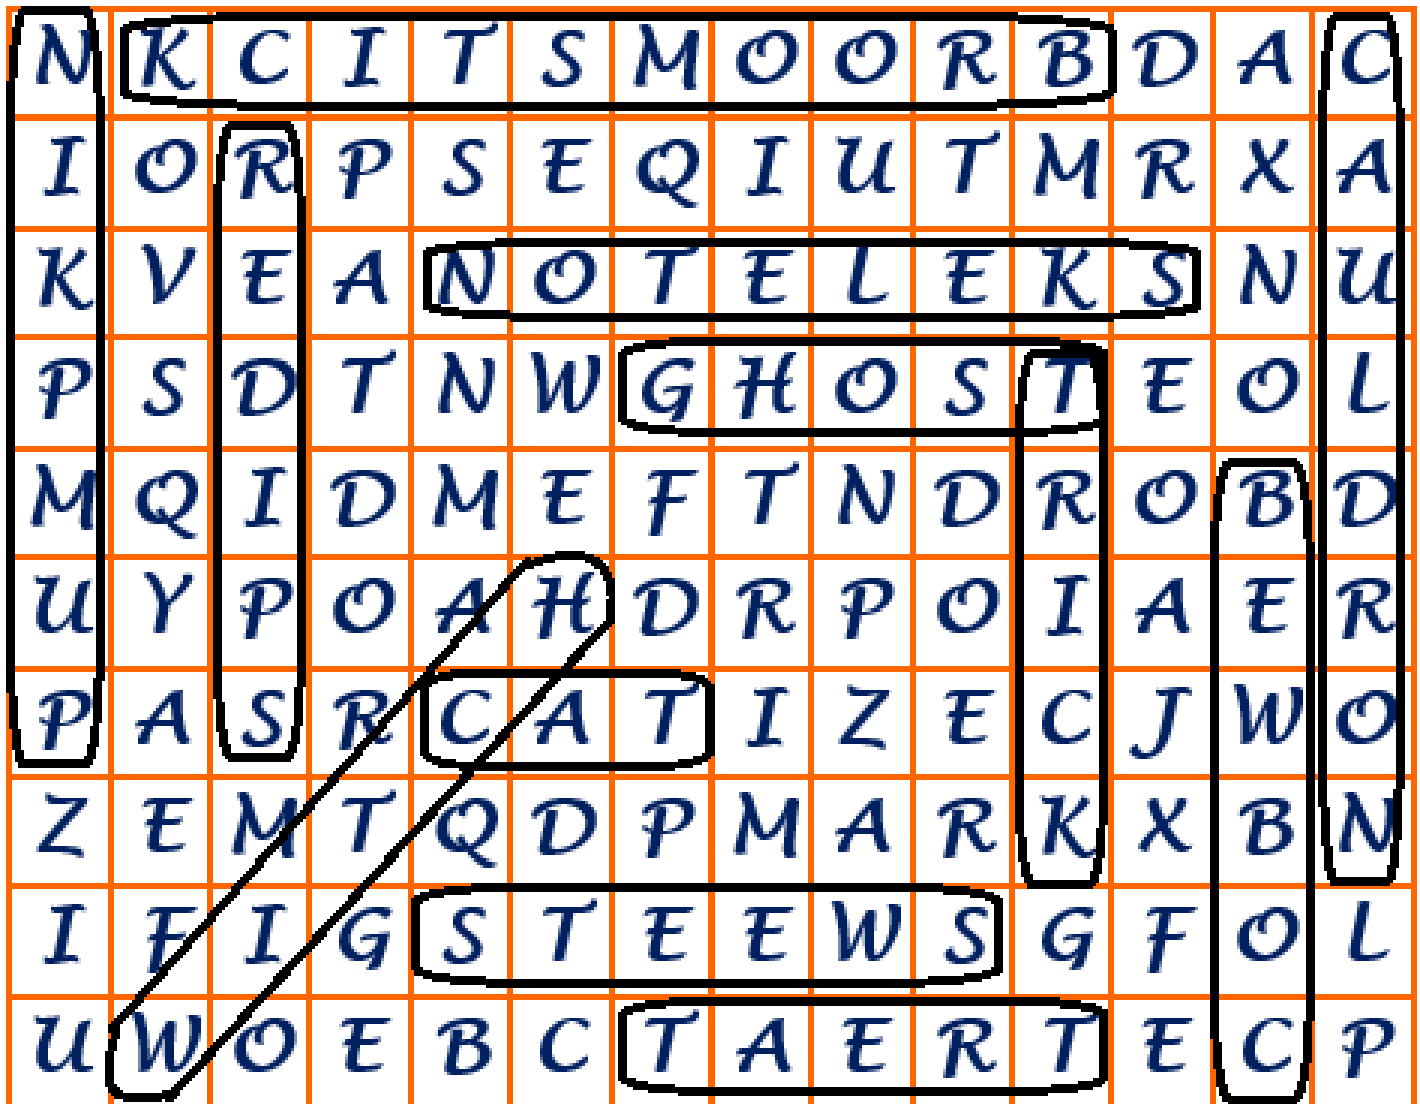 N K C I T S M O O R B D A C
I O R P S E Q I U T M R X A
K V E A N O T E L E K S N U
P S D T N W G H O S T E O L
M Q I D M E F T N D R O B D
U Y P O A H D R P O I A E R
P A S R C A T I Z E C J W O
Z E M T Q D P M A R K X B N
I F I G S T E E W S G F O L
U W O E B C T A E R T E C P